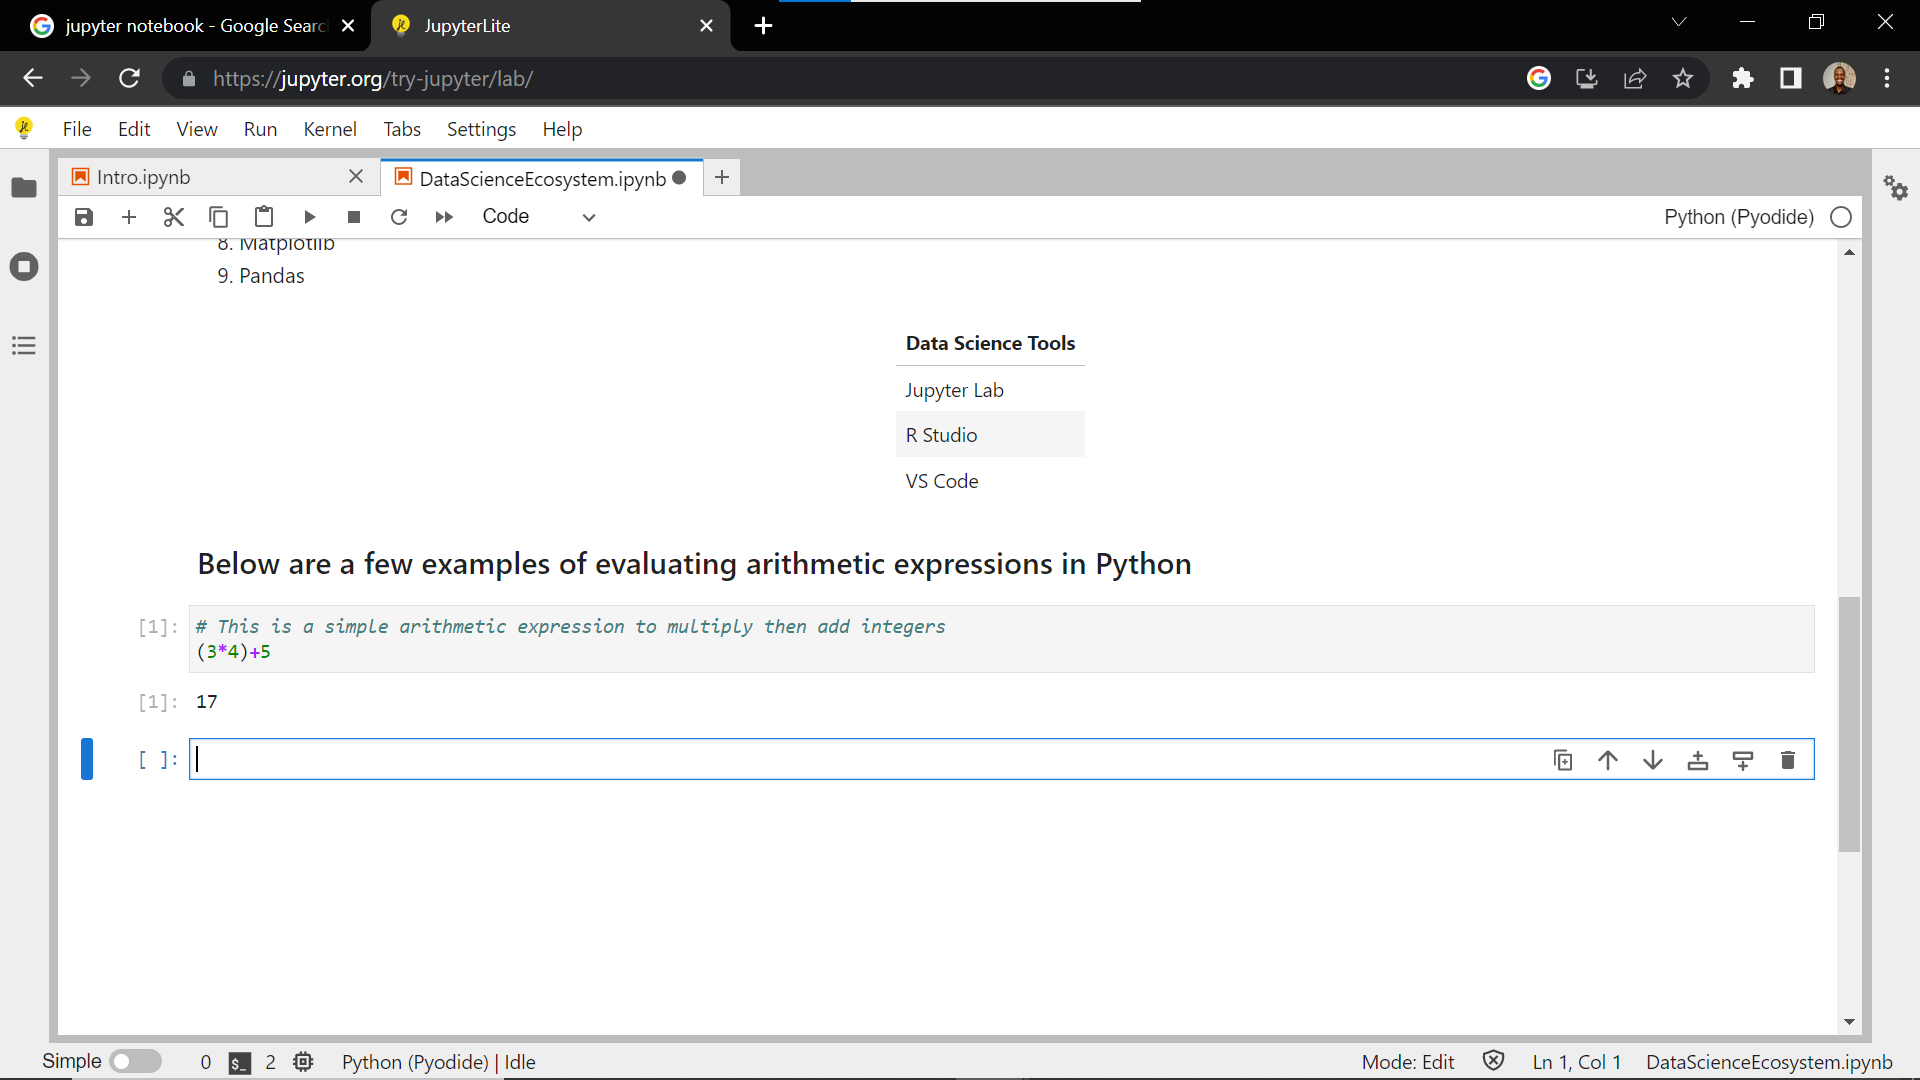 jupyter notebook - Google Searc
JupyterLite
https://jupyter.org/try-jupyter/lab/
File Edit View Run Kernel Tabs Settings Help
Intro.ipynb
DataScienceEcosystem.ipynb
Code
Python (Pyodide)
8. Matplotlib
9. Pandas
Data Science Tools
Jupyter Lab
R Studio
VS Code
Below are a few examples of evaluating arithmetic expressions in Python
[1]: # This is a simple arithmetic expression to multiply then add integers
(3*4)+5
[1]: 17
[ ]:
Simple 0 $_ 2 Python (Pyodide) | Idle Mode: Edit Ln 1, Col 1 DataScienceEcosystem.ipynb